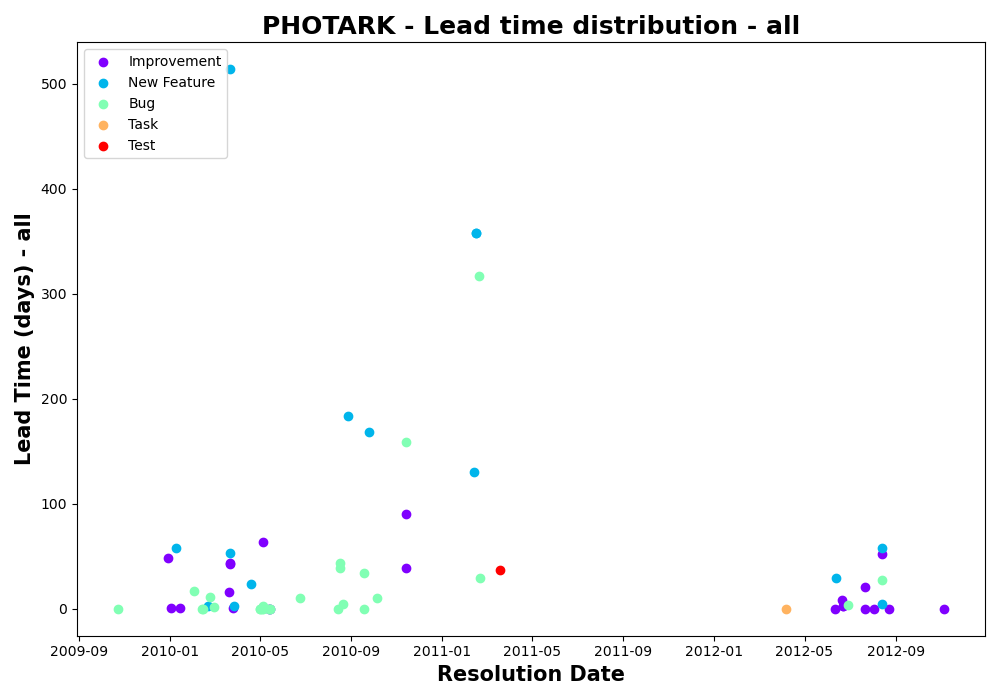 PHOTARK - Lead time distribution - all
Improvement
New Feature
Bug
Task
Test
500
400
300
200
100
0
Lead Time (days) - all
2009-09 2010-01 2010-05 2010-09 2011-01 2011-05 2011-09 2012-01 2012-05 2012-09
Resolution Date